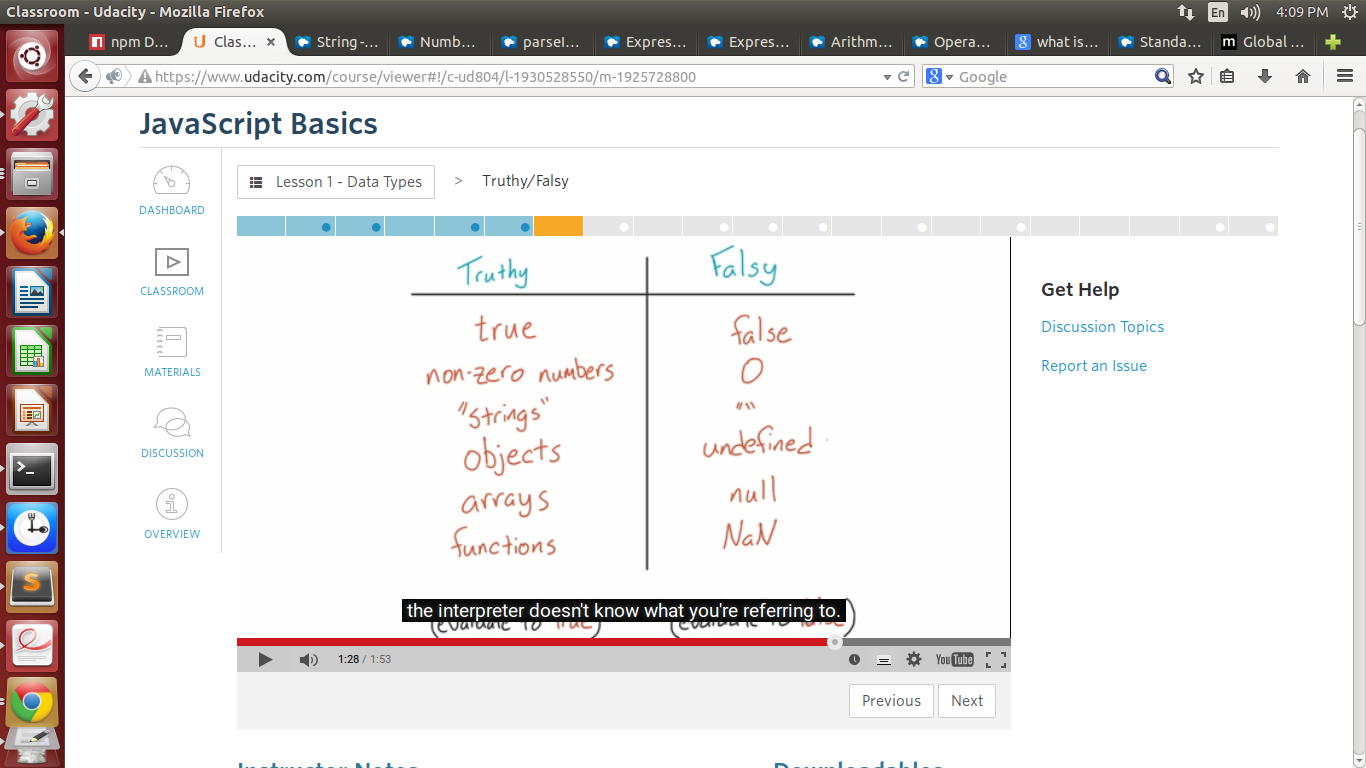 Classroom - Udacity - Mozilla Firefox
En
4:09 PM
npm D...
Clas...
String -...
Numb...
parseI...
Expres...
Expres...
Arithm...
Opera...
what is...
Standa...
Global ...
https://www.udacity.com/course/viewer#!/c-ud804/l-1930528550/m-1925728800
Google
JavaScript Basics
DASHBOARD
CLASSROOM
MATERIALS
DISCUSSION
OVERVIEW
Lesson 1 - Data Types > Truthy/Falsy
Truthy Falsy
true false
non-zero numbers 0
"strings" ""
objects undefined
arrays null
functions NaN
(evaluate to true) (evaluate to false)
the interpreter doesn't know what you're referring to.
1:28 / 1:53
YouTube
Previous Next
Get Help
Discussion Topics
Report an Issue
Instructor Notes
Downloadables